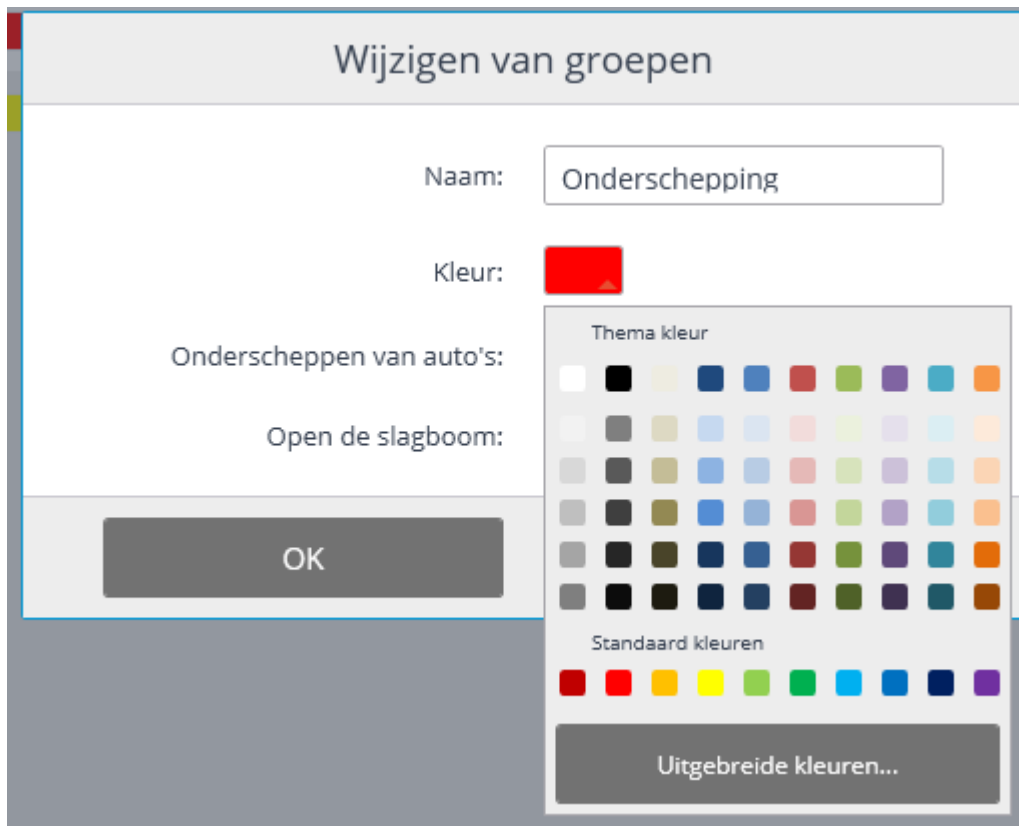 Wijzigen van groepen
Naam:
Onderschepping
Kleur:
Thema kleur
Onderscheppen van auto's:
Open de slagboom:
OK
Standaard kleuren
Uitgebreide kleuren...